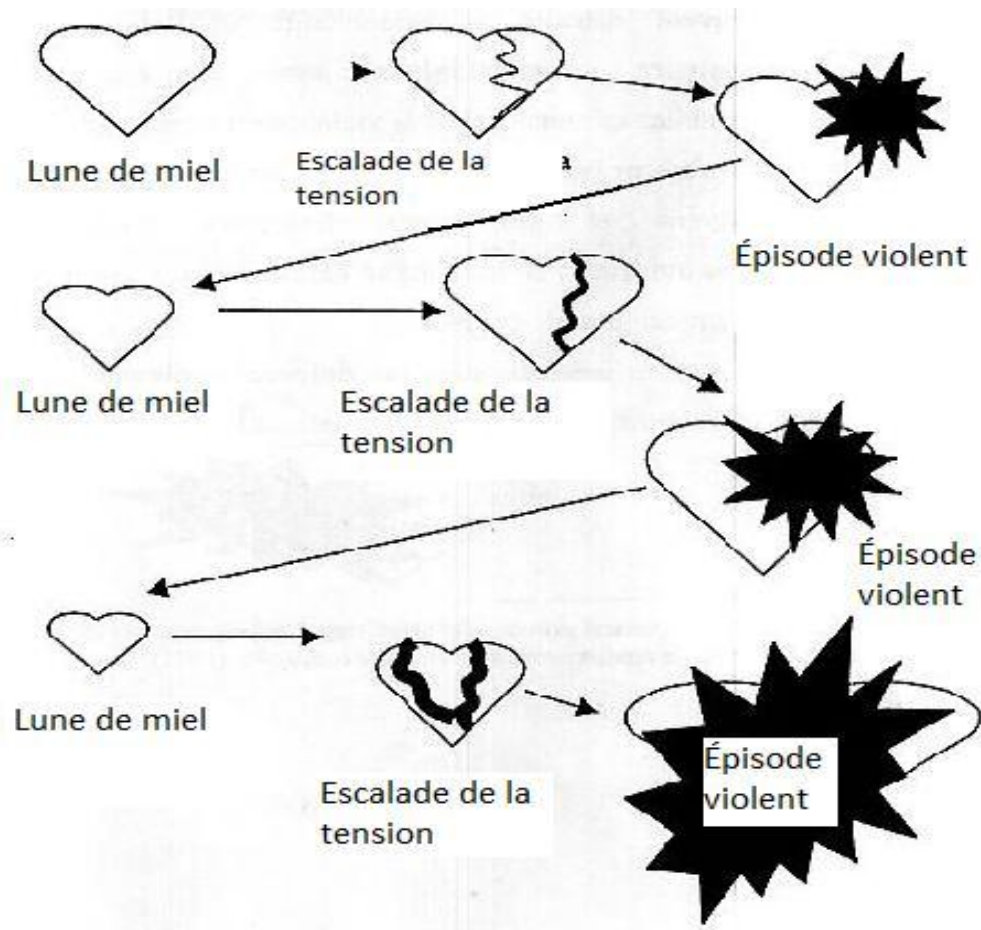 Lune de miel
Escalade de la
tension
Épisode violent
Lune de miel
Escalade de la
tension
Épisode
violent
Lune de miel
Escalade de la
tension
Épisode
violent